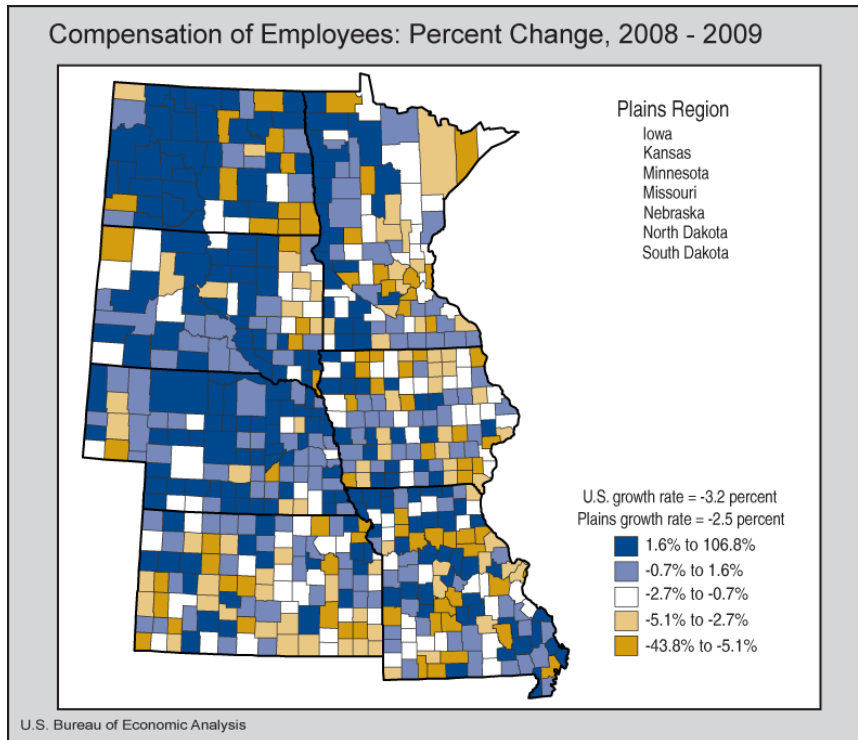 Compensation of Employees: Percent Change, 2008 - 2009
Plains Region
Iowa
Kansas
Minnesota
Missouri
Nebraska
North Dakota
South Dakota
U.S. growth rate = -3.2 percent
Plains growth rate = -2.5 percent
1.6% to 106.8%
-0.7% to 1.6%
-2.7% to -0.7%
-5.1% to -2.7%
-43.8% to -5.1%
U.S. Bureau of Economic Analysis